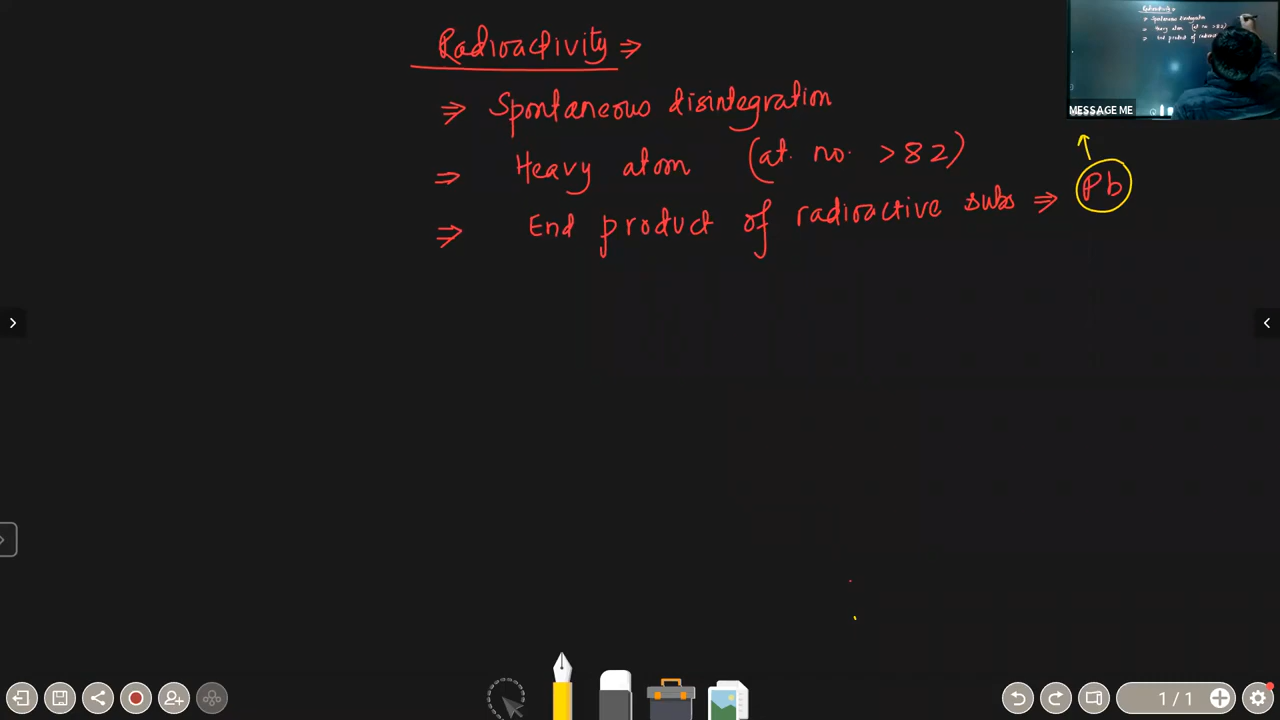 Radioactivity ⇒
⇒ Spontaneous disintegration
⇒ Heavy atom (at. no. >82)
⇒ End product of radioactive subs ⇒ Pb
MESSAGE ME
1/1